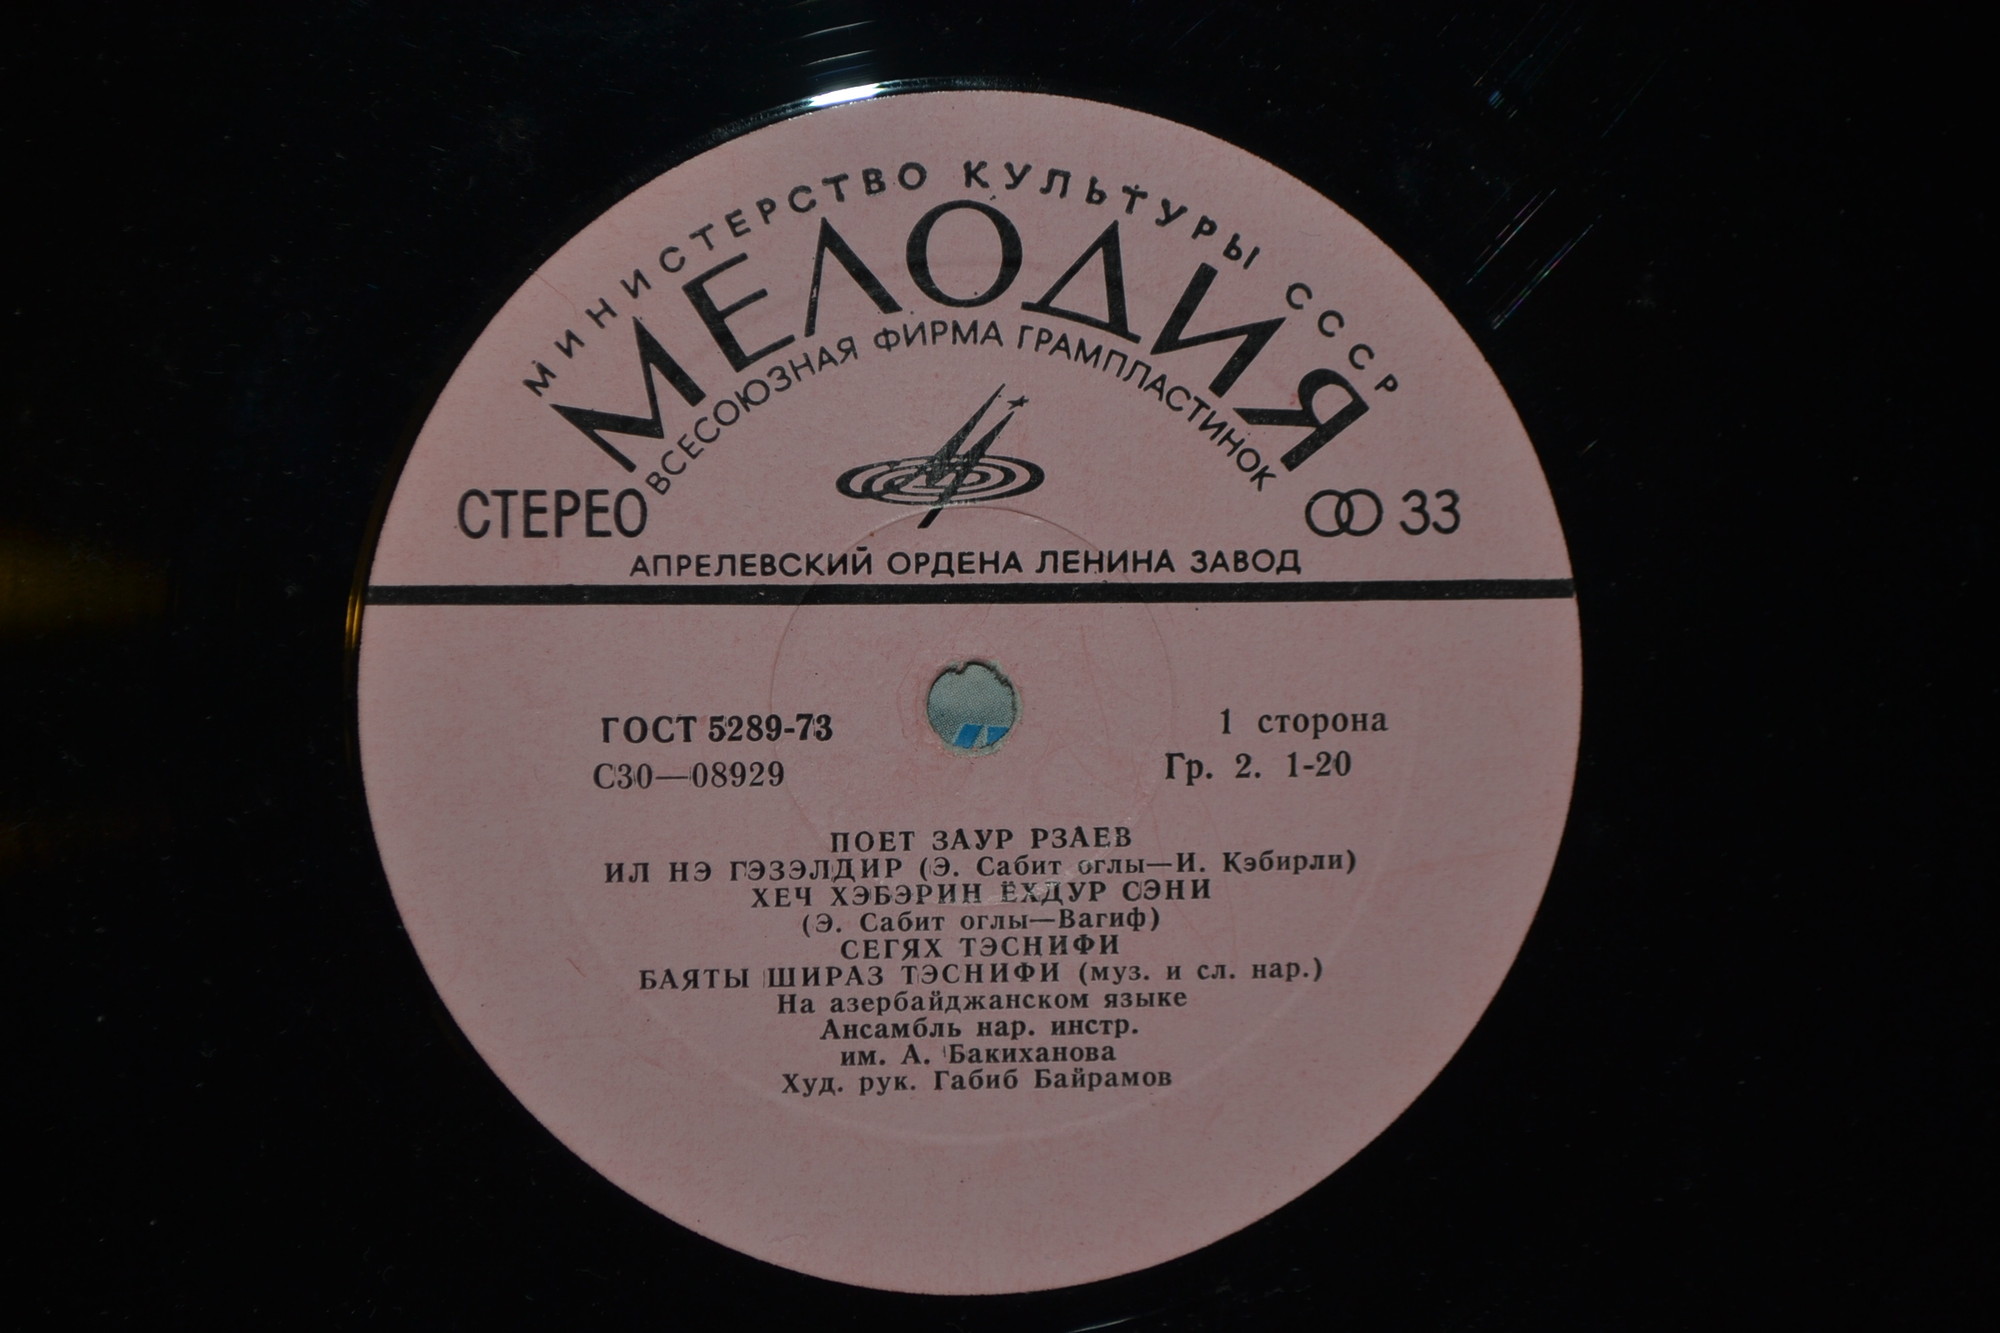 МИНИСТЕРСТВО КУЛЬТУРЫ СССР
МЕЛОДИЯ
ВСЕСОЮЗНАЯ ФИРМА ГРАМПЛАСТИНОК
СТЕРЕО
33
АПРЕЛЕВСКИЙ ОРДЕНА ЛЕНИНА ЗАВОД
ГОСТ 5289-73
1 сторона
С30—08929
Гр. 2. 1-20
ПОЕТ ЗАУР РЗАЕВ
ИЛ НЭ ГЭЗЭЛДИР (Э. Сабит оглы—И. Кэбирли)
ХЕЧ ХЭБЭРИН ЁХДУР СЭНИ
(Э. Сабит оглы—Вагиф)
СЕГЯХ ТЭСНИФИ
БАЯТЫ ШИРАЗ ТЭСНИФИ (муз. и сл. нар.)
На азербайджанском языке
Ансамбль нар. инстр.
им. А. Бакиханова
Худ. рук. Габиб Байрамов